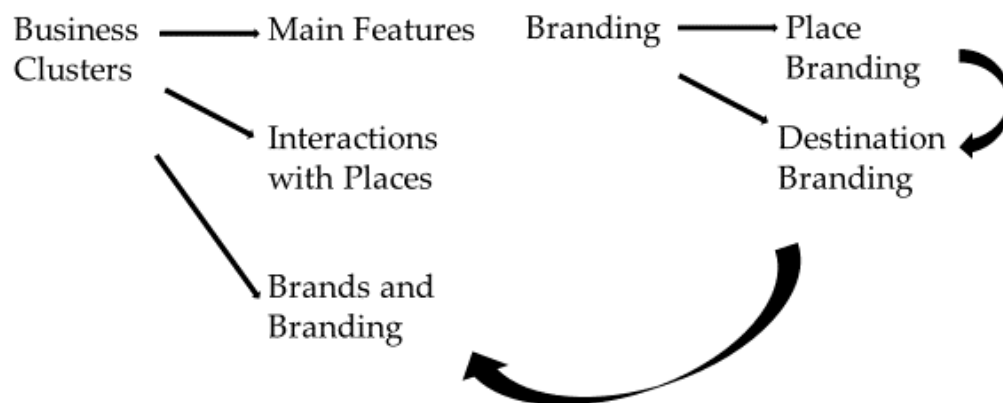 Business
Clusters
Main Features
Interactions
with Places
Brands and
Branding
Branding
Place
Branding
Destination
Branding